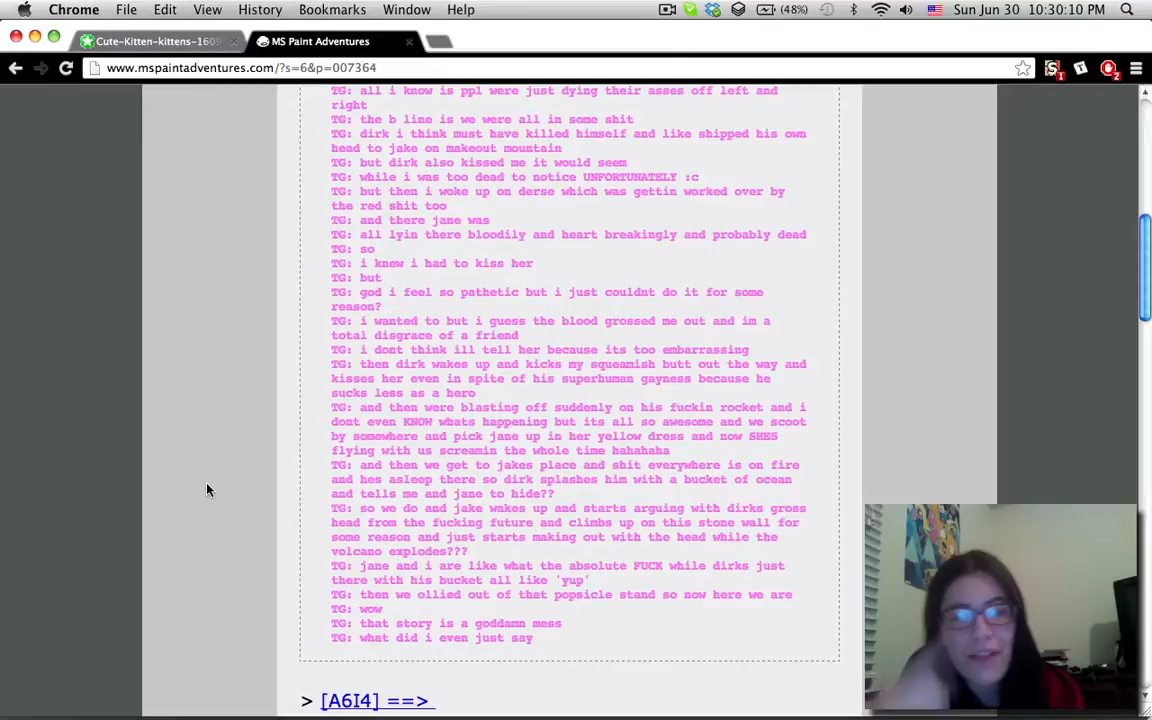 Chrome File Edit View History Bookmarks Window Help (48%) Sun Jun 30 10:30:10 PM
Cute-Kitten-kittens-1609
MS Paint Adventures
www.mspaintadventures.com/?s=6&p=007364
TG: all i know is ppl were just dying their asses off left and
right
TG: the b line is we were all in some shit
TG: dirk i think must have killed himself and like shipped his own
head to jake on makeout mountain
TG: but dirk also kissed me it would seem
TG: while i was too dead to notice UNFORTUNATELY :c
TG: but then i woke up on derse which was gettin worked over by
the red shit too
TG: and there jane was
TG: all lyin there bloodily and heart breakingly and probably dead
TG: so
TG: i knew i had to kiss her
TG: but
TG: god i feel so pathetic but i just couldnt do it for some
reason?
TG: i wanted to but i guess the blood grossed me out and im a
total disgrace of a friend
TG: i dont think ill tell her because its too embarrassing
TG: then dirk wakes up and kicks my squeamish butt out the way and
kisses her even in spite of his superhuman gayness because he
sucks less as a hero
TG: and then were blasting off suddenly on his fuckin rocket and i
dont even KNOW whats happening but its all so awesome and we scoot
by somewhere and pick jane up in her yellow dress and now SHES
flying with us screamin the whole time hahahaha
TG: and then we get to jakes place and shit everywhere is on fire
and hes asleep there so dirk splashes him with a bucket of ocean
and tells me and jane to hide??
TG: so we do and jake wakes up and starts arguing with dirks gross
head from the fucking future and climbs up on this stone wall for
some reason and just starts making out with the head while the
volcano explodes???
TG: jane and i are like what the absolute FUCK while dirks just
there with his bucket all like 'yup'
TG: then we ollied out of that popsicle stand so now here we are
TG: wow
TG: that story is a goddamn mess
TG: what did i even just say
> [A6I4] ==>